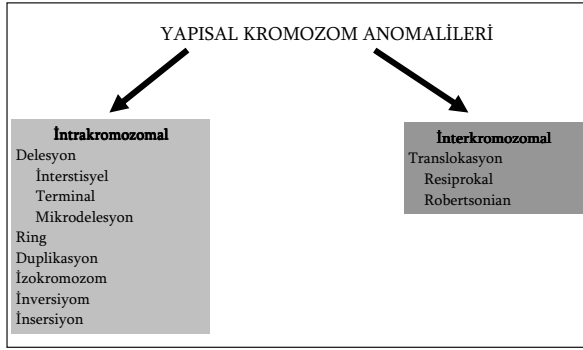 YAPISAL KROMOZOM ANOMALİLERİ
İntrakromozomal
Delesyon
İnterstisyel
Terminal
Mikrodelesyon
Ring
Duplikasyon
İzokromozom
İnversiyom
İnsersiyon
İnterkromozomal
Translokasyon
Resiprokal
Robertsonian